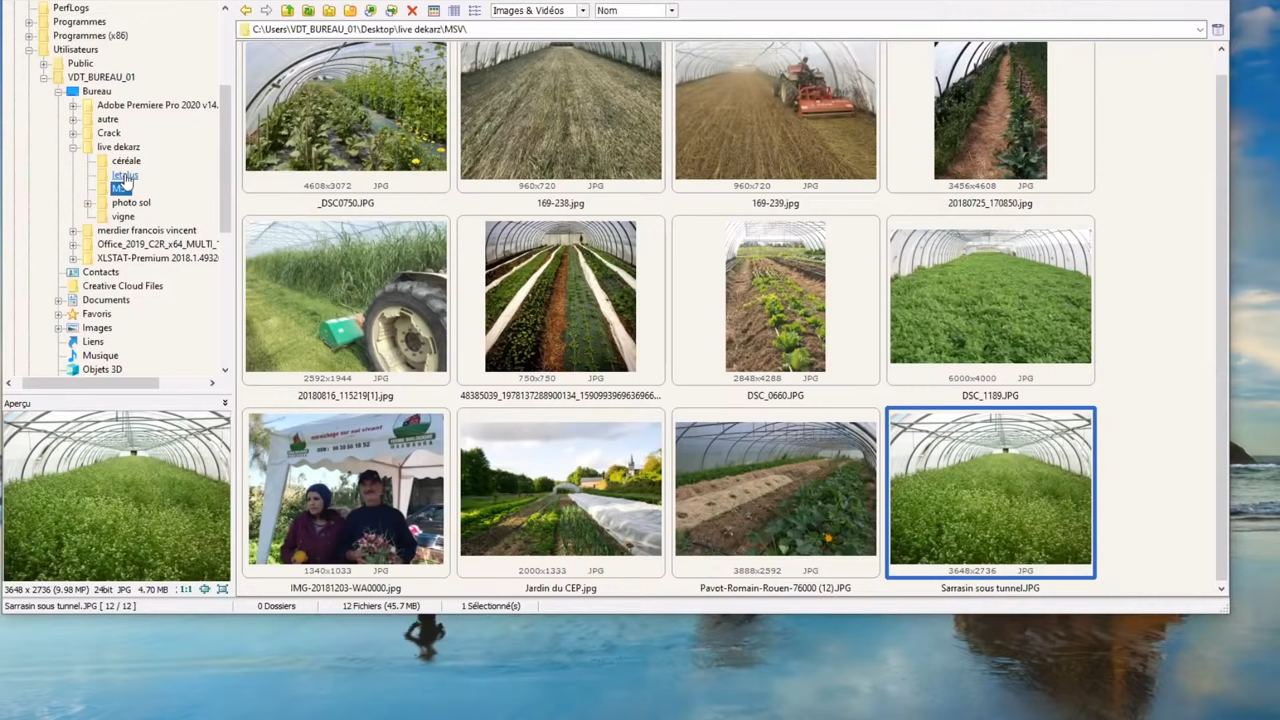 PerfLogs
Programmes
Programmes (x86)
Utilisateurs
Public
VDT_BUREAU_01
Bureau
Adobe Premiere Pro 2020 v14.
autre
Crack
live dekarz
céréale
photo sol
vigne
merdier francois vincent
Office_2019_C2R_x64_MULTI_
XLSTAT-Premium 2018.1.4932
Contacts
Creative Cloud Files
Documents
Favoris
Images
Liens
Musique
Objets 3D
Aperçu
3648 x 2736 (9.98 MP) 24bit JPG 4.70 MB 1:1
Sarrasin sous tunnel.JPG [ 12 / 12 ]
Images & Vidéos
Nom
C:\Users\VDT_BUREAU_01\Desktop\live dekarz\MSV\
4608x3072 JPG
960x720 JPG
960x720 JPG
3456x4608 JPG
_DSC0750.JPG
169-238.jpg
169-239.jpg
20180725_170850.jpg
2592x1944 JPG
750x750 JPG
2848x4288 JPG
6000x4000 JPG
20180816_115219[1].jpg
48385039_1978137288900134_1590993969636966...
DSC_0660.JPG
DSC_1189.JPG
maraîchage sur sol vivant
1340x1033 JPG
2000x1333 JPG
3888x2592 JPG
3648x2736 JPG
IMG-20181203-WA0000.jpg
Jardin du CEP.jpg
Pavot-Romain-Rouen-76000 (12).JPG
Sarrasin sous tunnel.JPG
0 Dossiers
12 Fichiers (45.7 MB)
1 Sélectionné(s)